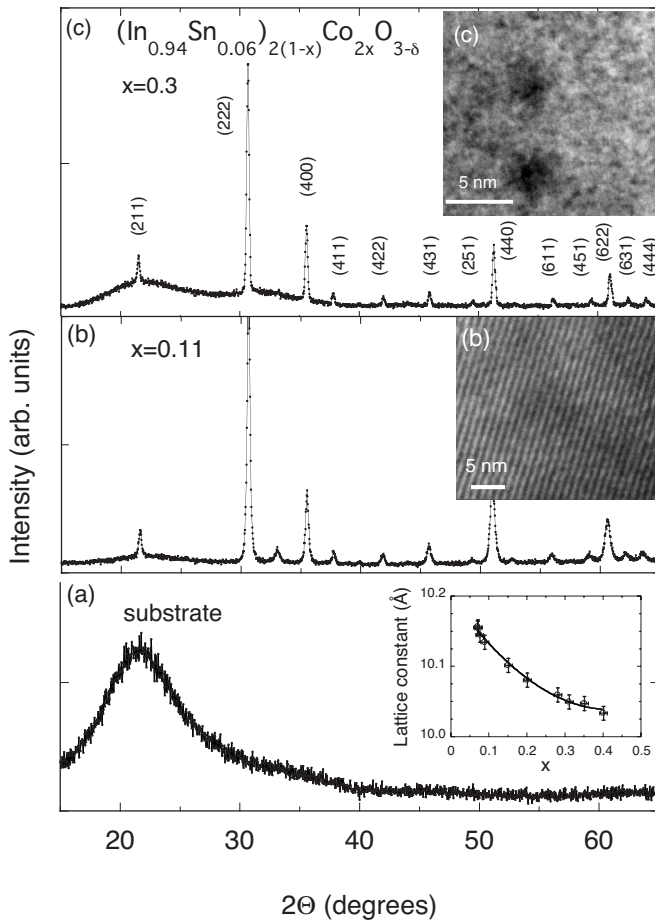 (c) (In0.94Sn0.06)2(1-x)Co2xO3-δ
x=0.3
(c)
5 nm
(211)
(222)
(400)
(411)
(422)
(431)
(251)
(440)
(611)
(451)
(622)
(631)
(444)
(b)
x=0.11
(b)
5 nm
Intensity (arb. units)
(a)
substrate
Lattice constant (Å)
10.2
10.1
10.0
0 0.1 0.2 0.3 0.4 0.5
x
20 30 40 50 60
2Θ (degrees)